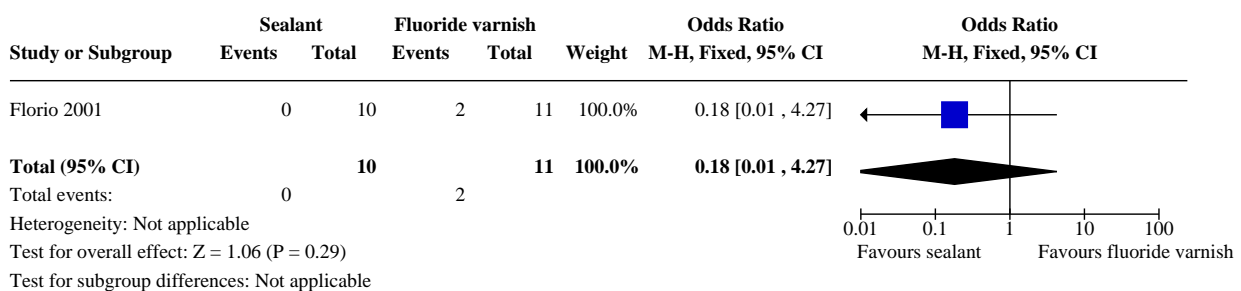 Sealant Fluoride varnish Odds Ratio Odds Ratio
Study or Subgroup Events Total Events Total Weight M-H, Fixed, 95% CI M-H, Fixed, 95% CI
Florio 2001 0 10 2 11 100.0% 0.18 [0.01 , 4.27]
Total (95% CI) 10 11 100.0% 0.18 [0.01 , 4.27]
Total events: 0 2
Heterogeneity: Not applicable
0.01 0.1 1 10 100
Test for overall effect: Z = 1.06 (P = 0.29) Favours sealant Favours fluoride varnish
Test for subgroup differences: Not applicable